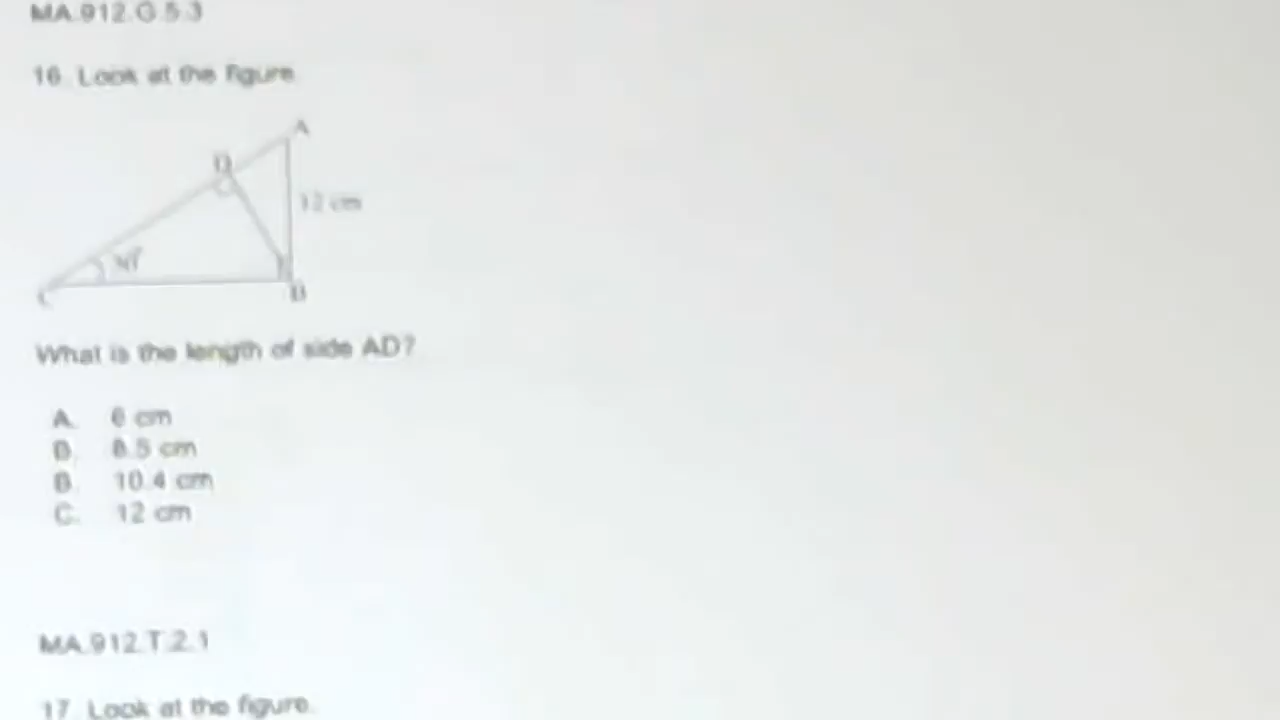 MA.912.G.5.3
16. Look at the figure.
A
D
12 cm
C
B
What is the length of side AD?
A. 6 cm
B. 8.5 cm
B. 10.4 cm
C. 12 cm
MA.912.T.2.1
17. Look at the figure.